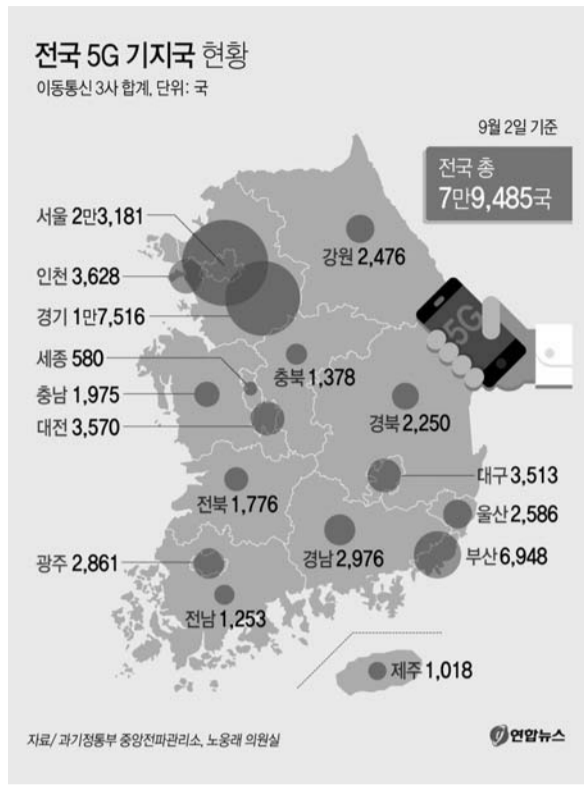 전국 5G 기지국 현황
이동통신 3사 합계, 단위: 국
9월 2일 기준
전국 총
7만9,485국
서울 2만3,181
강원 2,476
인천 3,628
경기 1만7,516
5G
세종 580
충북 1,378
충남 1,975
경북 2,250
대전 3,570
대구 3,513
전북 1,776
울산 2,586
경남 2,976
부산 6,948
광주 2,861
전남 1,253
제주 1,018
자료/ 과기정통부 중앙전파관리소, 노웅래 의원실
연합뉴스